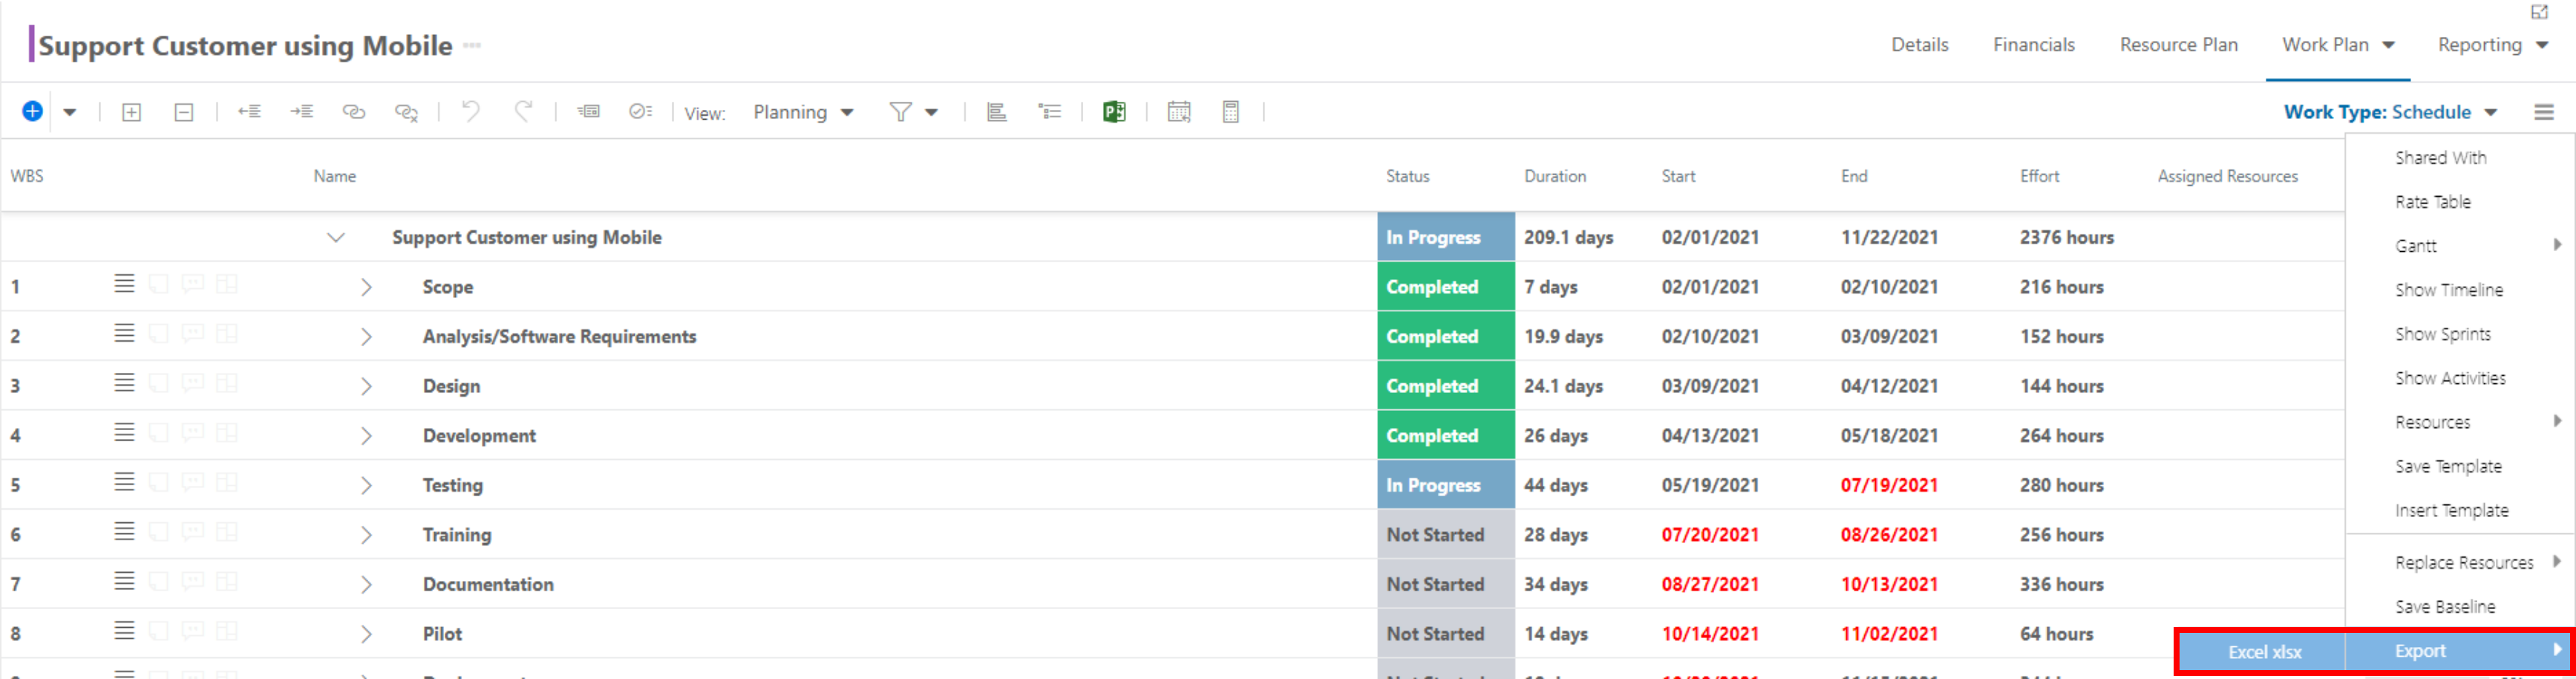 Support Customer using Mobile
Details Financials Resource Plan Work Plan Reporting
View: Planning Work Type: Schedule
WBS Name Status Duration Start End Effort Assigned Resources
Support Customer using Mobile In Progress 209.1 days 02/01/2021 11/22/2021 2376 hours
1 Scope Completed 7 days 02/01/2021 02/10/2021 216 hours
2 Analysis/Software Requirements Completed 19.9 days 02/10/2021 03/09/2021 152 hours
3 Design Completed 24.1 days 03/09/2021 04/12/2021 144 hours
4 Development Completed 26 days 04/13/2021 05/18/2021 264 hours
5 Testing In Progress 44 days 05/19/2021 07/19/2021 280 hours
6 Training Not Started 28 days 07/20/2021 08/26/2021 256 hours
7 Documentation Not Started 34 days 08/27/2021 10/13/2021 336 hours
8 Pilot Not Started 14 days 10/14/2021 11/02/2021 64 hours
Shared With
Rate Table
Gantt
Show Timeline
Show Sprints
Show Activities
Resources
Save Template
Insert Template
Replace Resources
Save Baseline
Excel xlsx Export